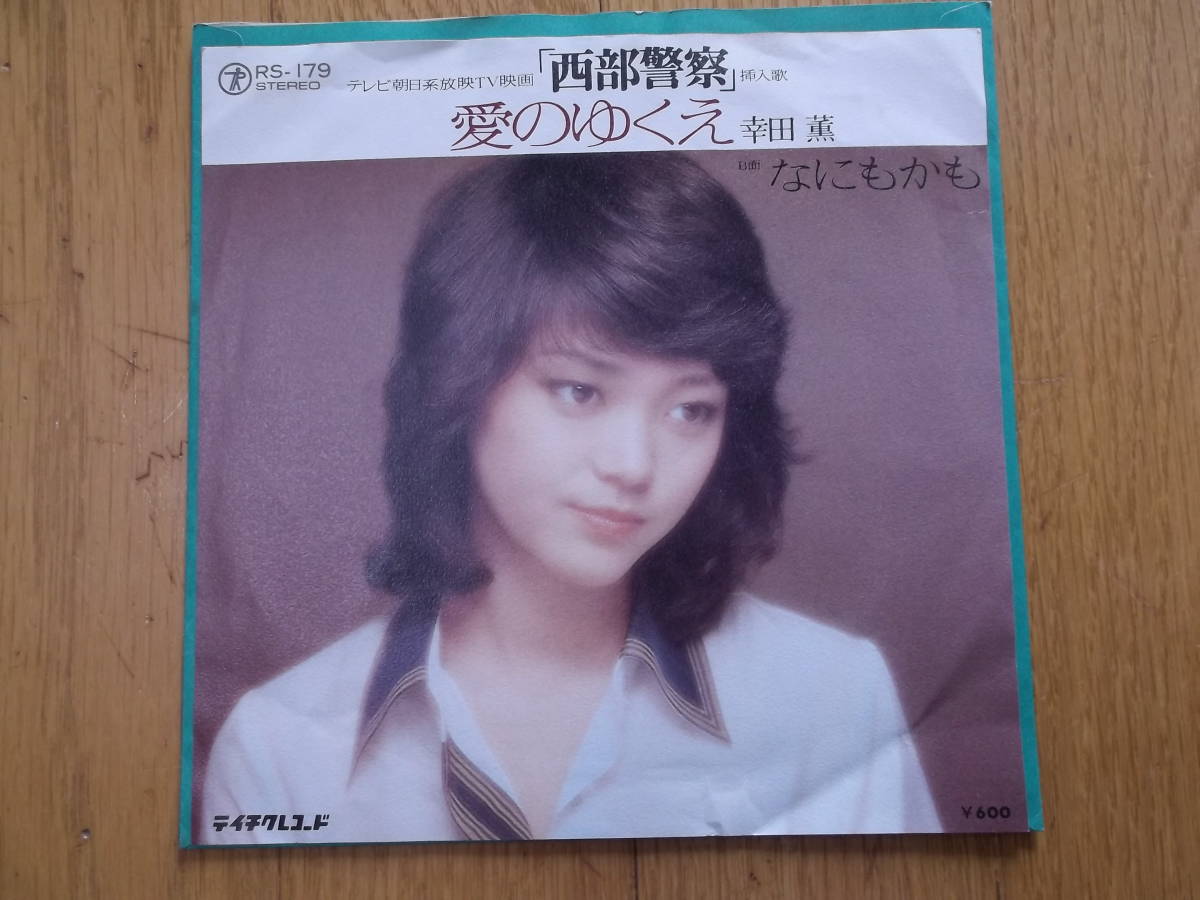 RS-179
STEREO
テレビ朝日系放映TV映画「西部警察」挿入歌
愛のゆくえ 幸田 薫
B面 なにもかも
テイチクレコード
¥600